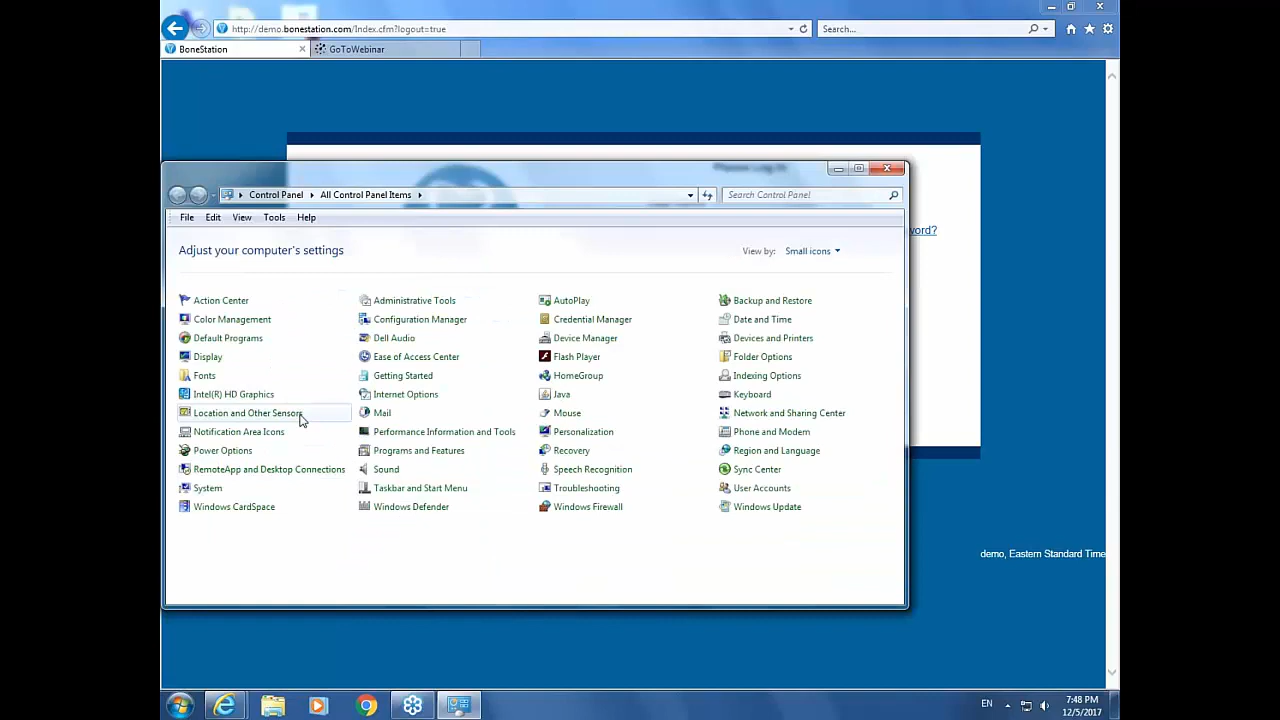 http://demo.bonestation.com/Index.cfm?logout=true
Search...
BoneStation
GoToWebinar
Please Log In
Control Panel
All Control Panel Items
Search Control Panel
File Edit View Tools Help
word?
Adjust your computer's settings
View by: Small icons
Action Center
Administrative Tools
AutoPlay
Backup and Restore
Color Management
Configuration Manager
Credential Manager
Date and Time
Default Programs
Dell Audio
Device Manager
Devices and Printers
Display
Ease of Access Center
Flash Player
Folder Options
Fonts
Getting Started
HomeGroup
Indexing Options
Intel(R) HD Graphics
Internet Options
Java
Keyboard
Location and Other Sensors
Mail
Mouse
Network and Sharing Center
Notification Area Icons
Performance Information and Tools
Personalization
Phone and Modem
Power Options
Programs and Features
Recovery
Region and Language
RemoteApp and Desktop Connections
Sound
Speech Recognition
Sync Center
System
Taskbar and Start Menu
Troubleshooting
User Accounts
Windows CardSpace
Windows Defender
Windows Firewall
Windows Update
demo, Eastern Standard Time
EN
7:48 PM
12/5/2017